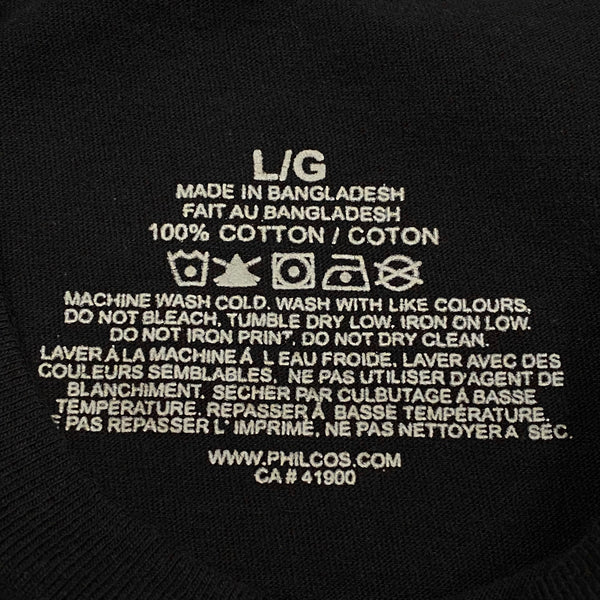 L/G
MADE IN BANGLADESH
FAIT AU BANGLADESH
100% COTTON / COTON
MACHINE WASH COLD. WASH WITH LIKE COLOURS,
DO NOT BLEACH, TUMBLE DRY LOW. IRON ON LOW.
DO NOT IRON PRINT. DO NOT DRY CLEAN.
LAVER À LA MACHINE À L EAU FROIDE. LAVER AVEC DES
COULEURS SEMBLABLES. NE PAS UTILISER D'AGENT DE
BLANCHIMENT. SECHER PAR CULBUTAGE À BASSE
TEMPÉRATURE. REPASSER À BASSE TEMPÉRATURE.
E PAS REPASSER L' IMPRIMÉ. NE PAS NETTOYER A SEC.
WWW.PHILCOS.COM
CA # 41900